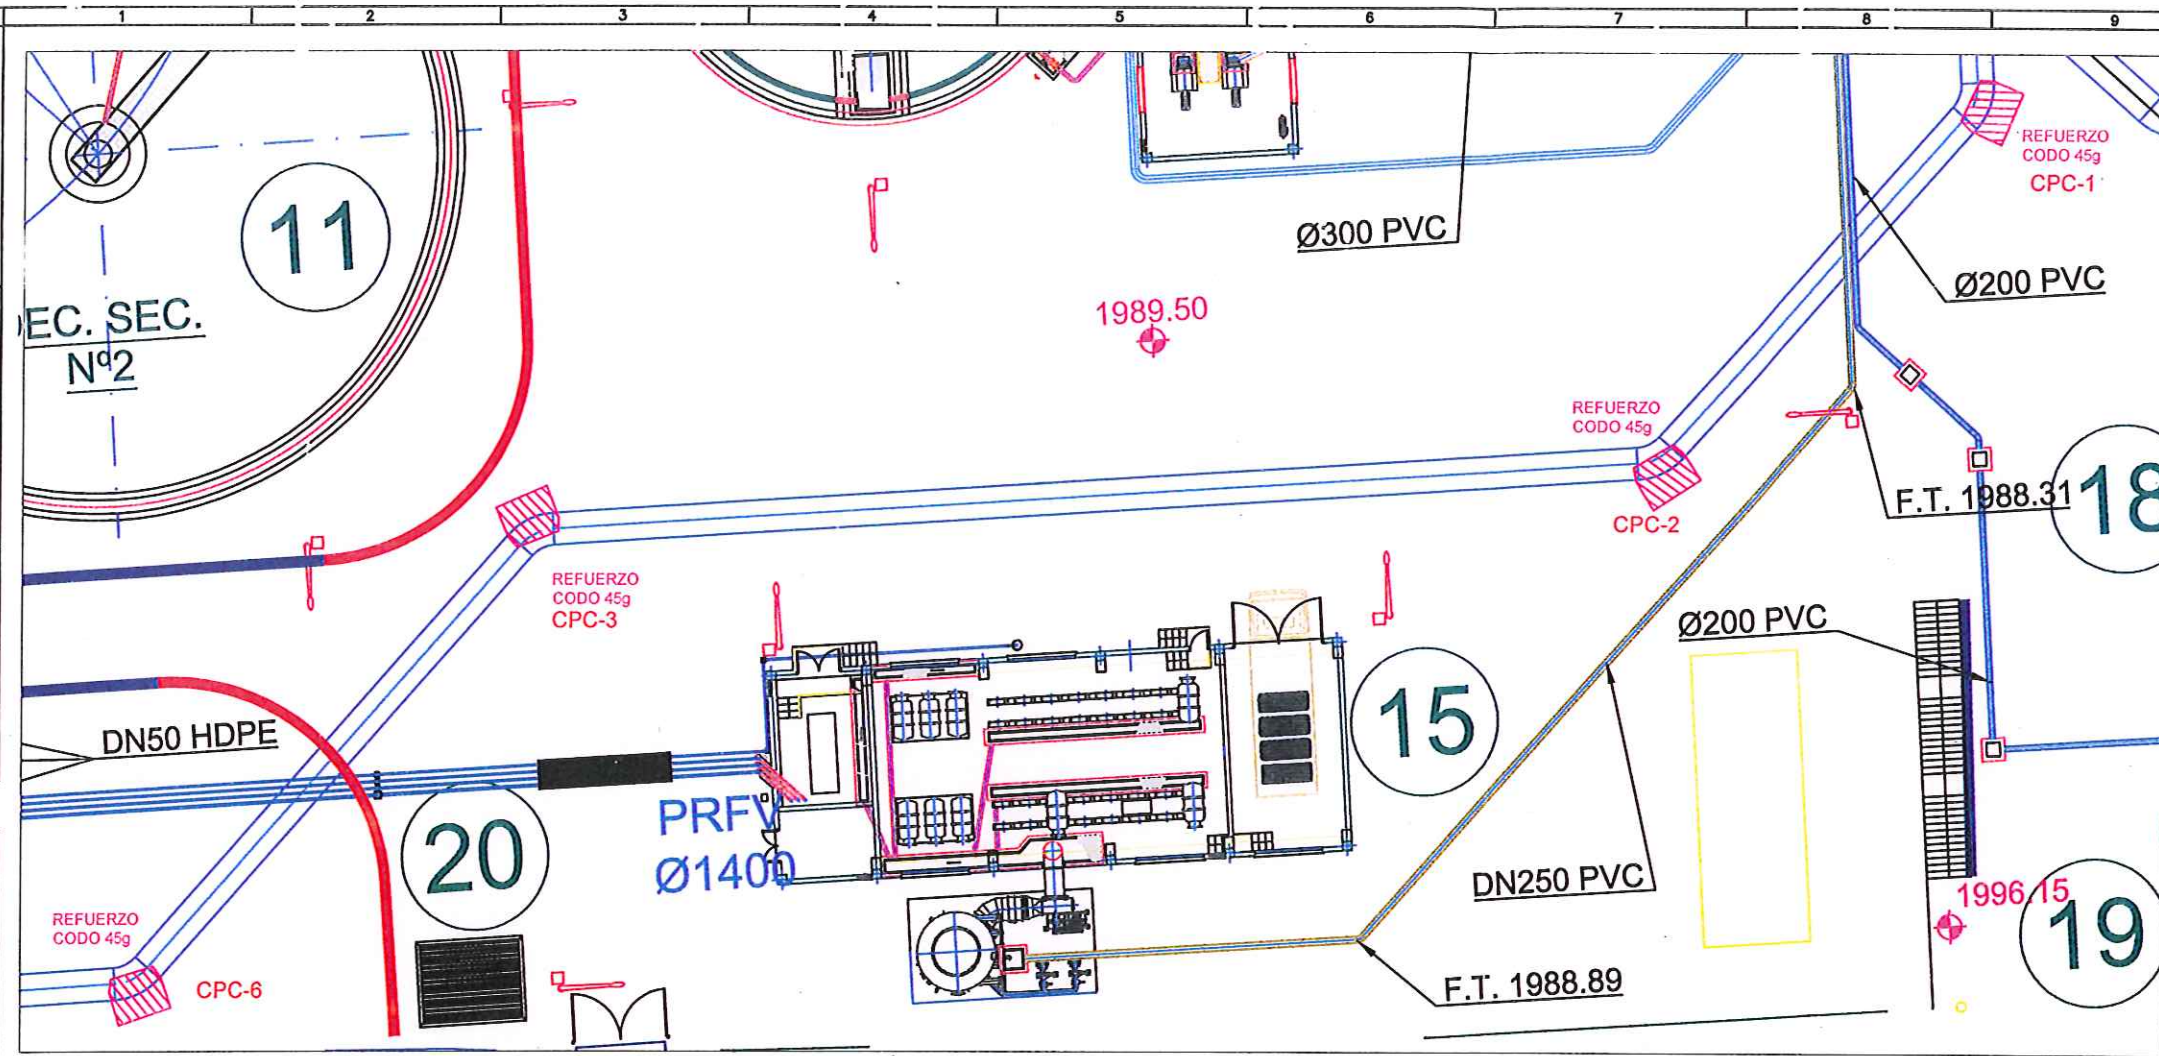 1
2
3
4
5
6
7
8
9
REFUERZO
CODO 45g
CPC-1
11
Ø300 PVC
Ø200 PVC
EC. SEC.
Nº2
1989.50
REFUERZO
CODO 45g
CPC-2
F.T. 1988.31
18
REFUERZO
CODO 45g
CPC-3
Ø200 PVC
15
DN50 HDPE
PRFV
Ø1400
20
DN250 PVC
1996.15
19
REFUERZO
CODO 45g
CPC-6
F.T. 1988.89